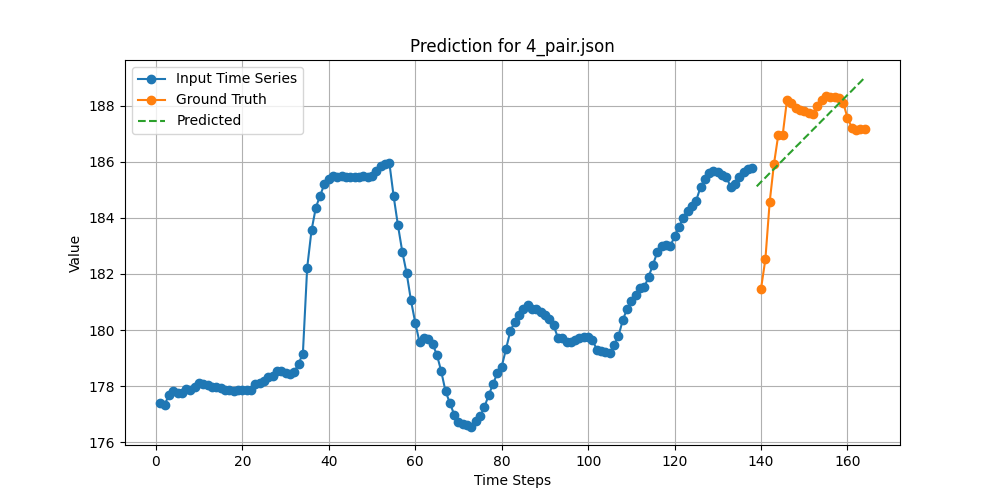 Prediction for 4_pair.json
Input Time Series
Ground Truth
Predicted
188
186
184
182
180
178
176
Value
0 20 40 60 80 100 120 140 160
Time Steps